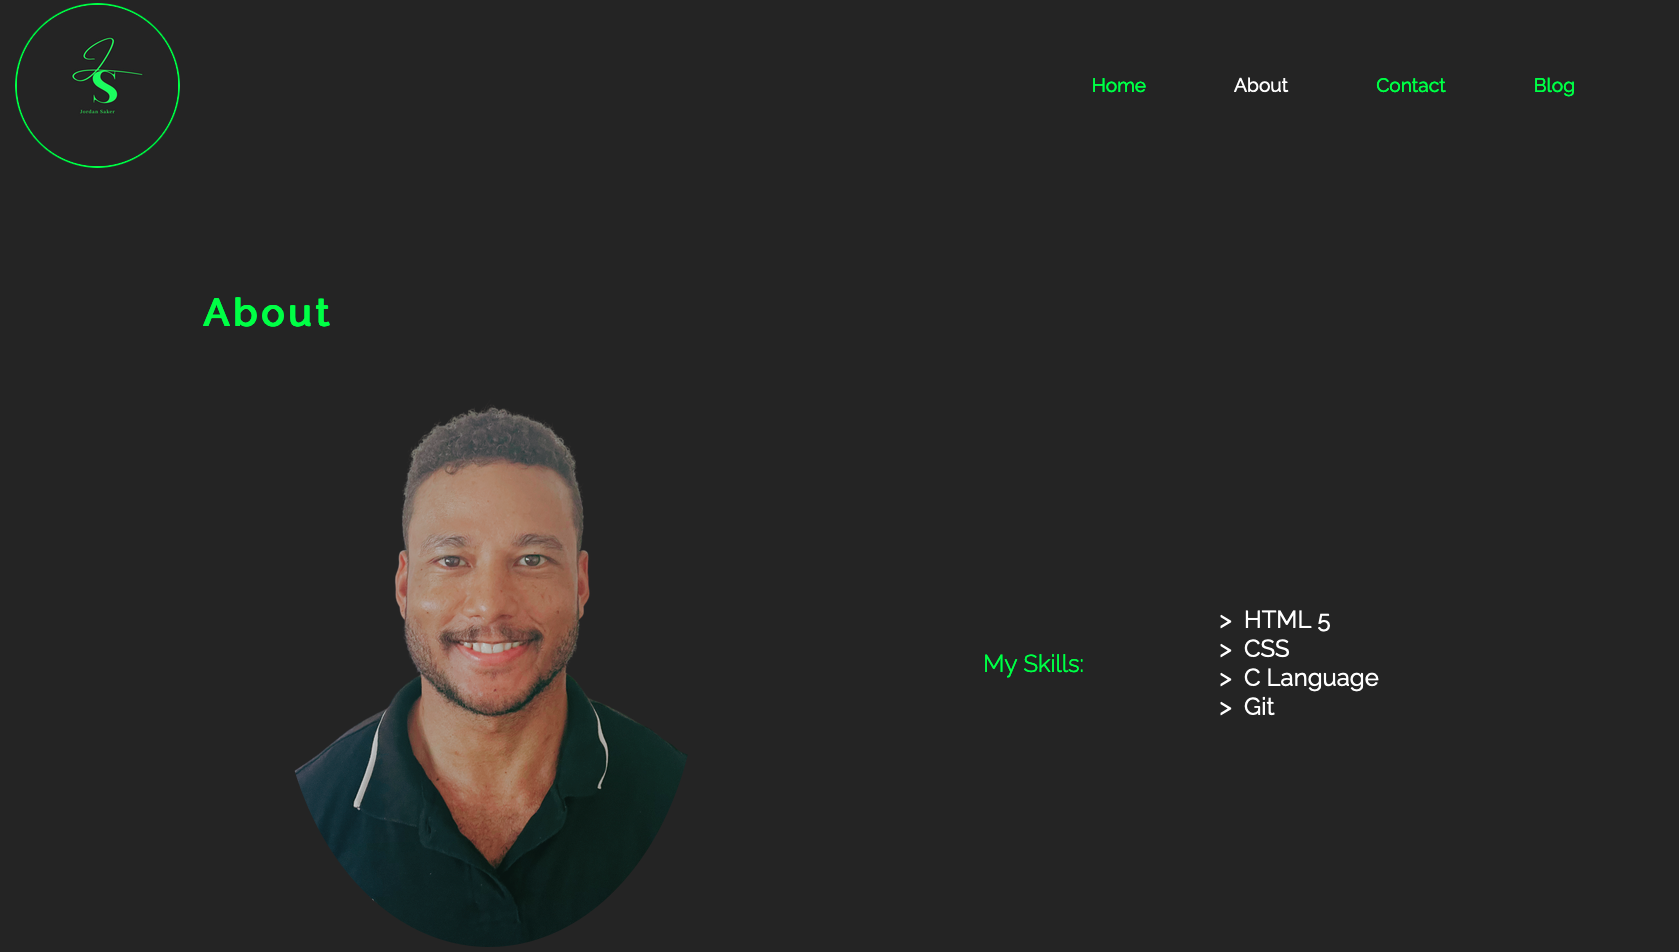 JS
Jordan Saker
Home About Contact Blog
About
My Skills:
> HTML 5
> CSS
> C Language
> Git